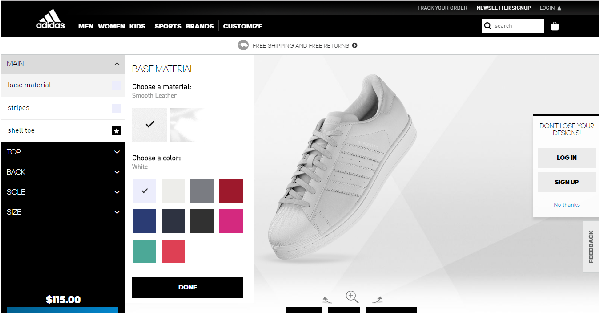 TRACK YOUR ORDER NEWSLETTER SIGNUP LOGIN
adidas
MEN WOMEN KIDS SPORTS BRANDS CUSTOMIZE
search
FREE SHIPPING AND FREE RETURNS
MAIN
base material
stripes
shell toe
TOP
BACK
SOLE
SIZE
$115.00
BASE MATERIAL
Choose a material:
Smooth Leather
Choose a color:
White
DONE
DON'T LOSE YOUR
DESIGNS!
LOG IN
SIGN UP
No thanks
FEEDBACK